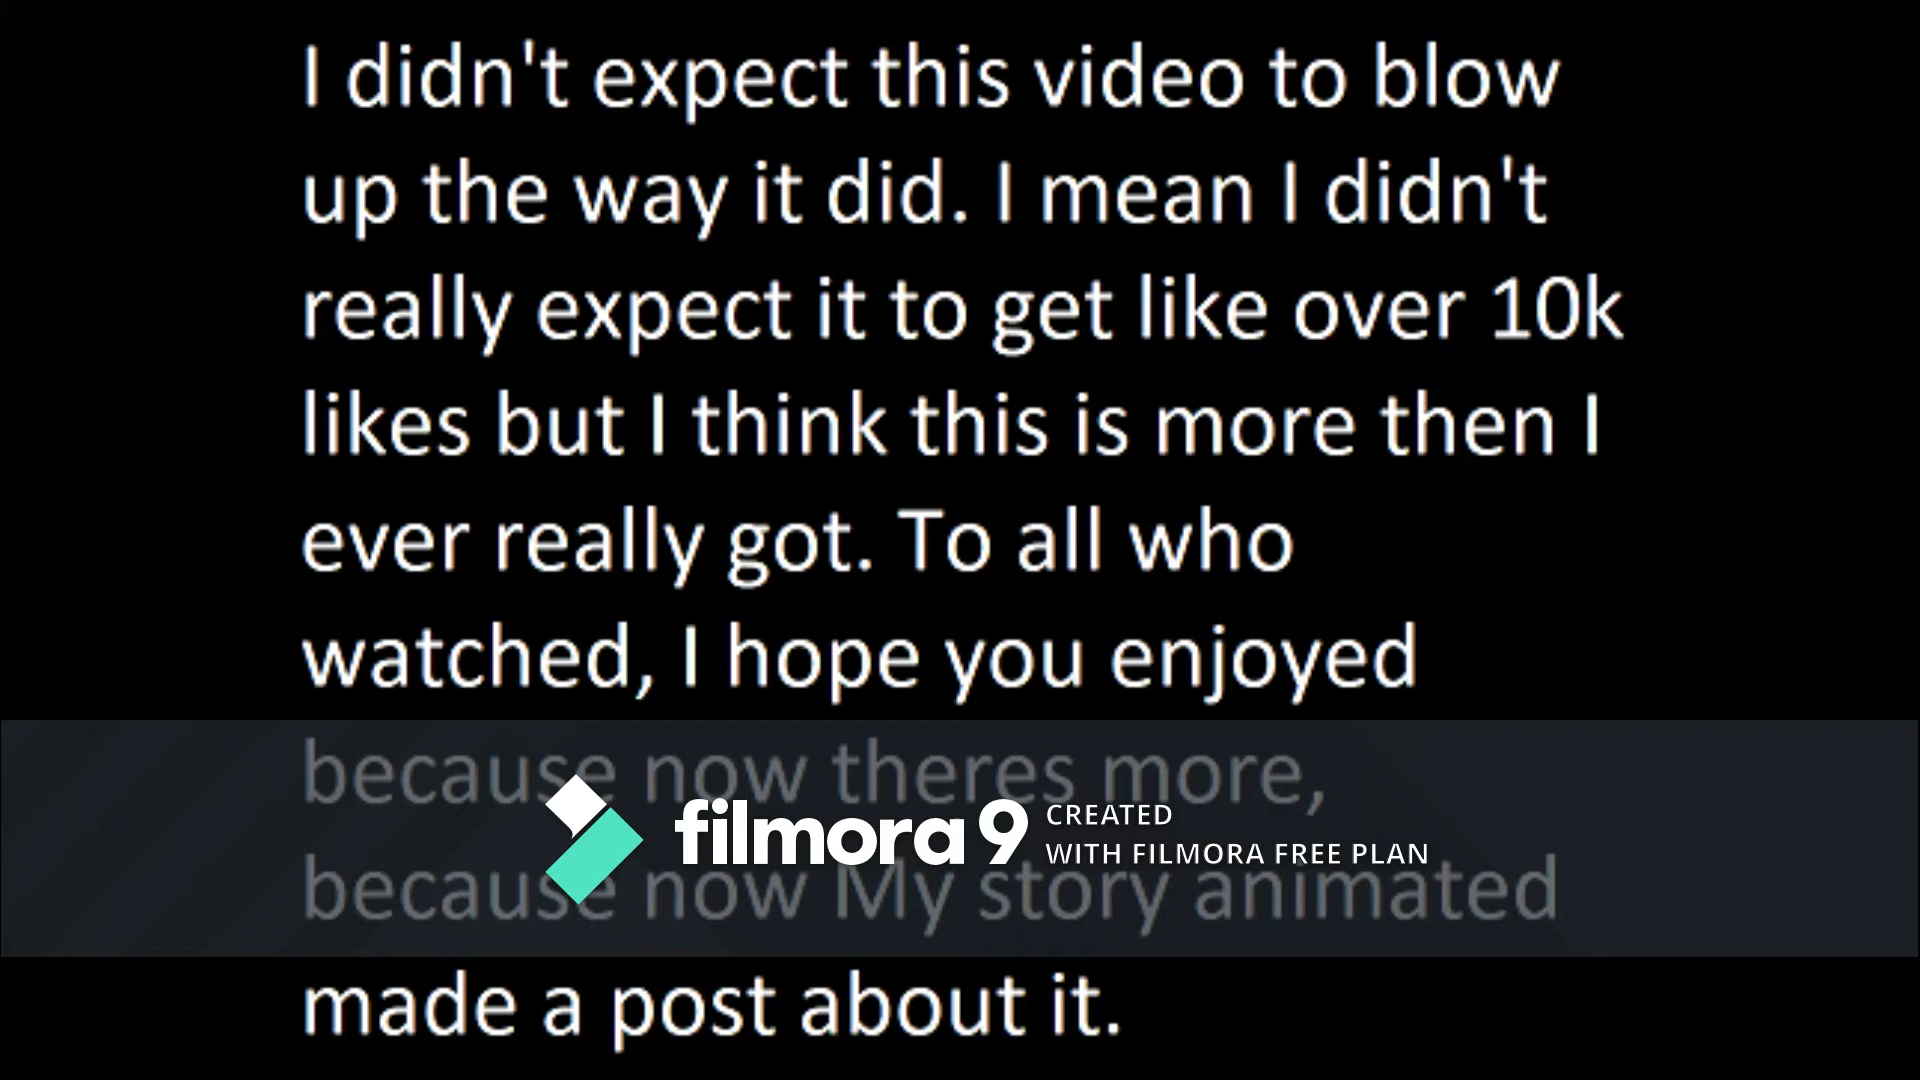 I didn't expect this video to blow
up the way it did. I mean I didn't
really expect it to get like over 10k
likes but I think this is more then I
ever really got. To all who
watched, I hope you enjoyed
because now theres more,
filmora9 CREATED
WITH FILMORA FREE PLAN
because now My story animated
made a post about it.